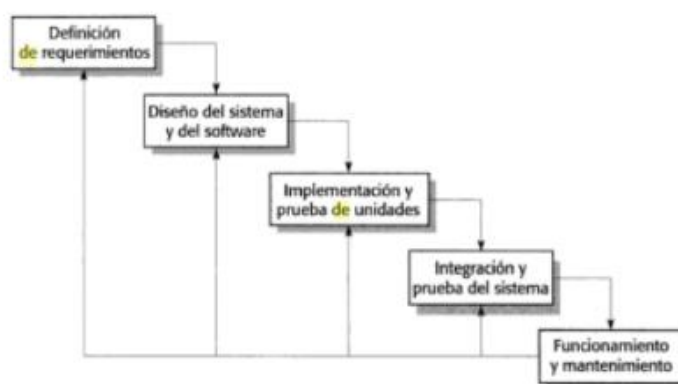 Definición
de requerimientos
Diseño del sistema
y del software
Implementación y
prueba de unidades
Integración y
prueba del sistema
Funcionamiento
y mantenimiento